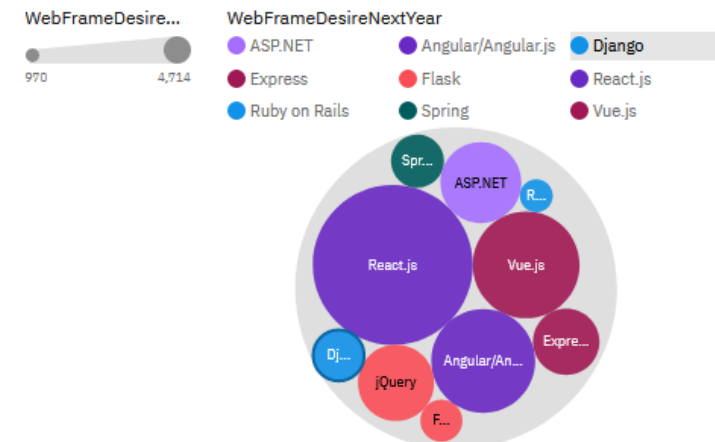 WebFrameDesire...
WebFrameDesireNextYear
ASP.NET
Angular/Angular.js
Django
970
4,714
Express
Flask
React.js
Ruby on Rails
Spring
Vue.js
Spr...
ASP.NET
R...
React.js
Vue.js
Expre...
Dj...
Angular/An...
jQuery
F...